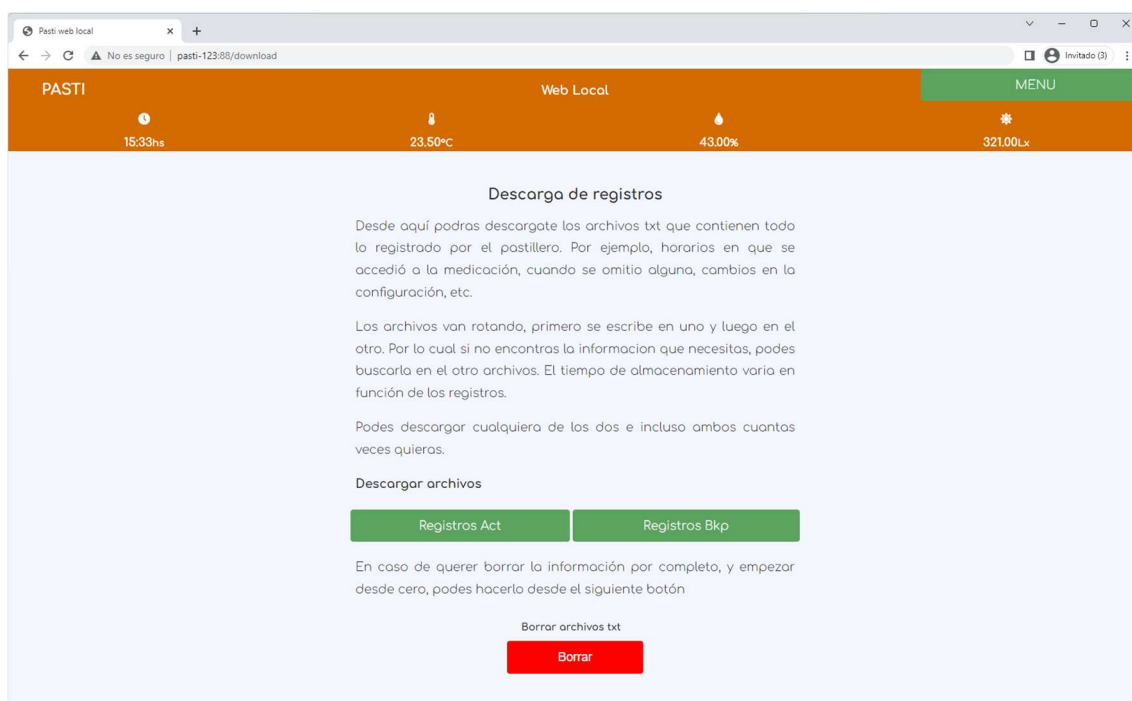 Pasti web local
No es seguro | pasti-123:88/download
Invitado (3)
PASTI
Web Local
MENU
15:33hs
23.50°C
43.00%
321.00Lx
Descarga de registros
Desde aquí podras descargate los archivos txt que contienen todo
lo registrado por el pastillero. Por ejemplo, horarios en que se
accedió a la medicación, cuando se omitio alguna, cambios en la
configuración, etc.
Los archivos van rotando, primero se escribe en uno y luego en el
otro. Por lo cual si no encontras la informacion que necesitas, podes
buscarla en el otro archivos. El tiempo de almacenamiento varia en
función de los registros.
Podes descargar cualquiera de los dos e incluso ambos cuantas
veces quieras.
Descargar archivos
Registros Act
Registros Bkp
En caso de querer borrar la información por completo, y empezar
desde cero, podes hacerlo desde el siguiente botón
Borrar archivos txt
Borrar